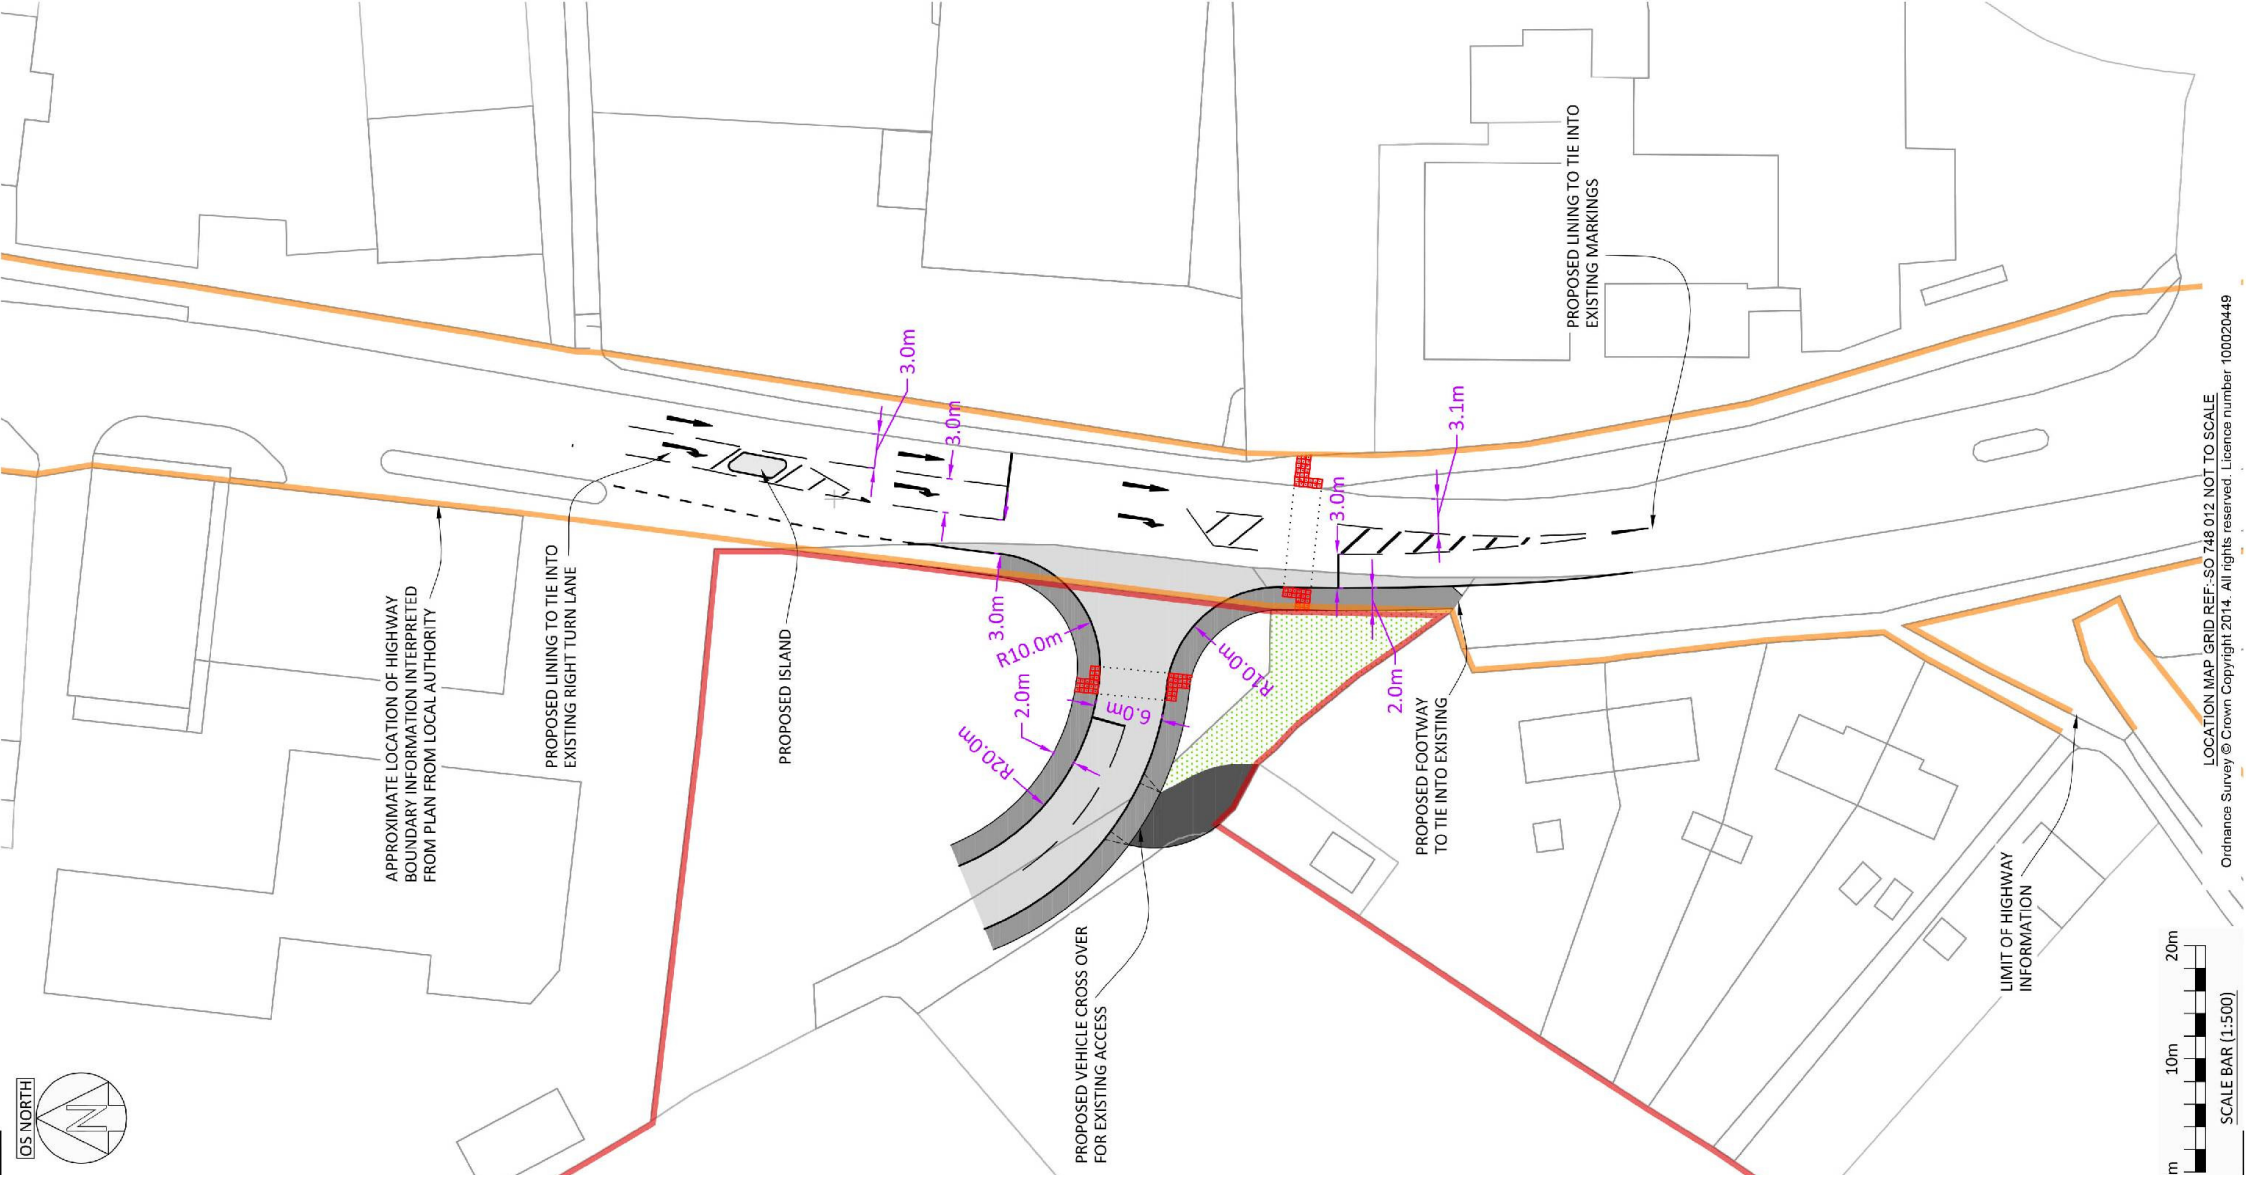 OS NORTH
N
APPROXIMATE LOCATION OF HIGHWAY
BOUNDARY INFORMATION INTERPRETED
FROM PLAN FROM LOCAL AUTHORITY
PROPOSED LINING TO TIE INTO
EXISTING RIGHT TURN LANE
PROPOSED ISLAND
3.0m
3.0m
3.0m
R10.0m
2.0m
R20.0m
6.0m
R10.0m
3.0m
3.1m
2.0m
PROPOSED VEHICLE CROSS OVER
FOR EXISTING ACCESS
PROPOSED FOOTWAY
TO TIE INTO EXISTING
PROPOSED LINING TO TIE INTO
EXISTING MARKINGS
LIMIT OF HIGHWAY
INFORMATION
m
10m
20m
SCALE BAR (1:500)
LOCATION MAP GRID REF:-SO 748 012 NOT TO SCALE
Ordnance Survey © Crown Copyright 2014. All rights reserved. Licence number 100020449